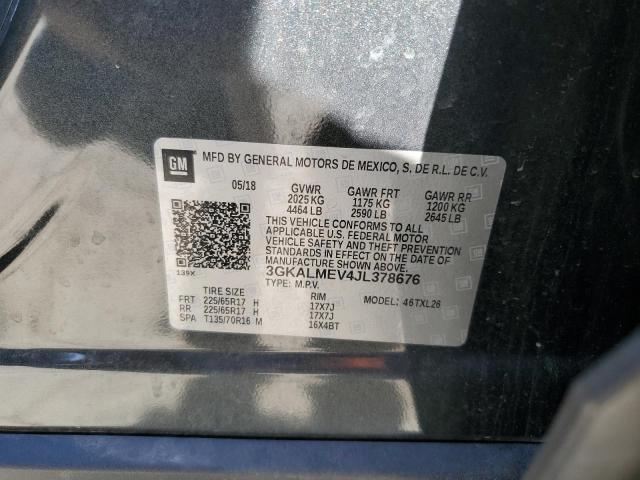 GM MFD BY GENERAL MOTORS DE MEXICO, S. DE R.L. DE C.V.
05/18 GVWR GAWR FRT GAWR RR
2025 KG 1175 KG 1200 KG
4464 LB 2590 LB 2645 LB
THIS VEHICLE CONFORMS TO ALL
APPLICABLE U.S. FEDERAL MOTOR
VEHICLE SAFETY AND THEFT PREVENTION
STANDARDS IN EFFECT ON THE DATE OF
MANUFACTURE SHOWN ABOVE.
139X 3GKALMEV4JL378676
TYPE: M.P.V.
TIRE SIZE RIM MODEL: 46TXL26
FRT 225/65R17 H 17X7J
RR 225/65R17 H 17X7J
SPA T135/70R16 M 16X4BT